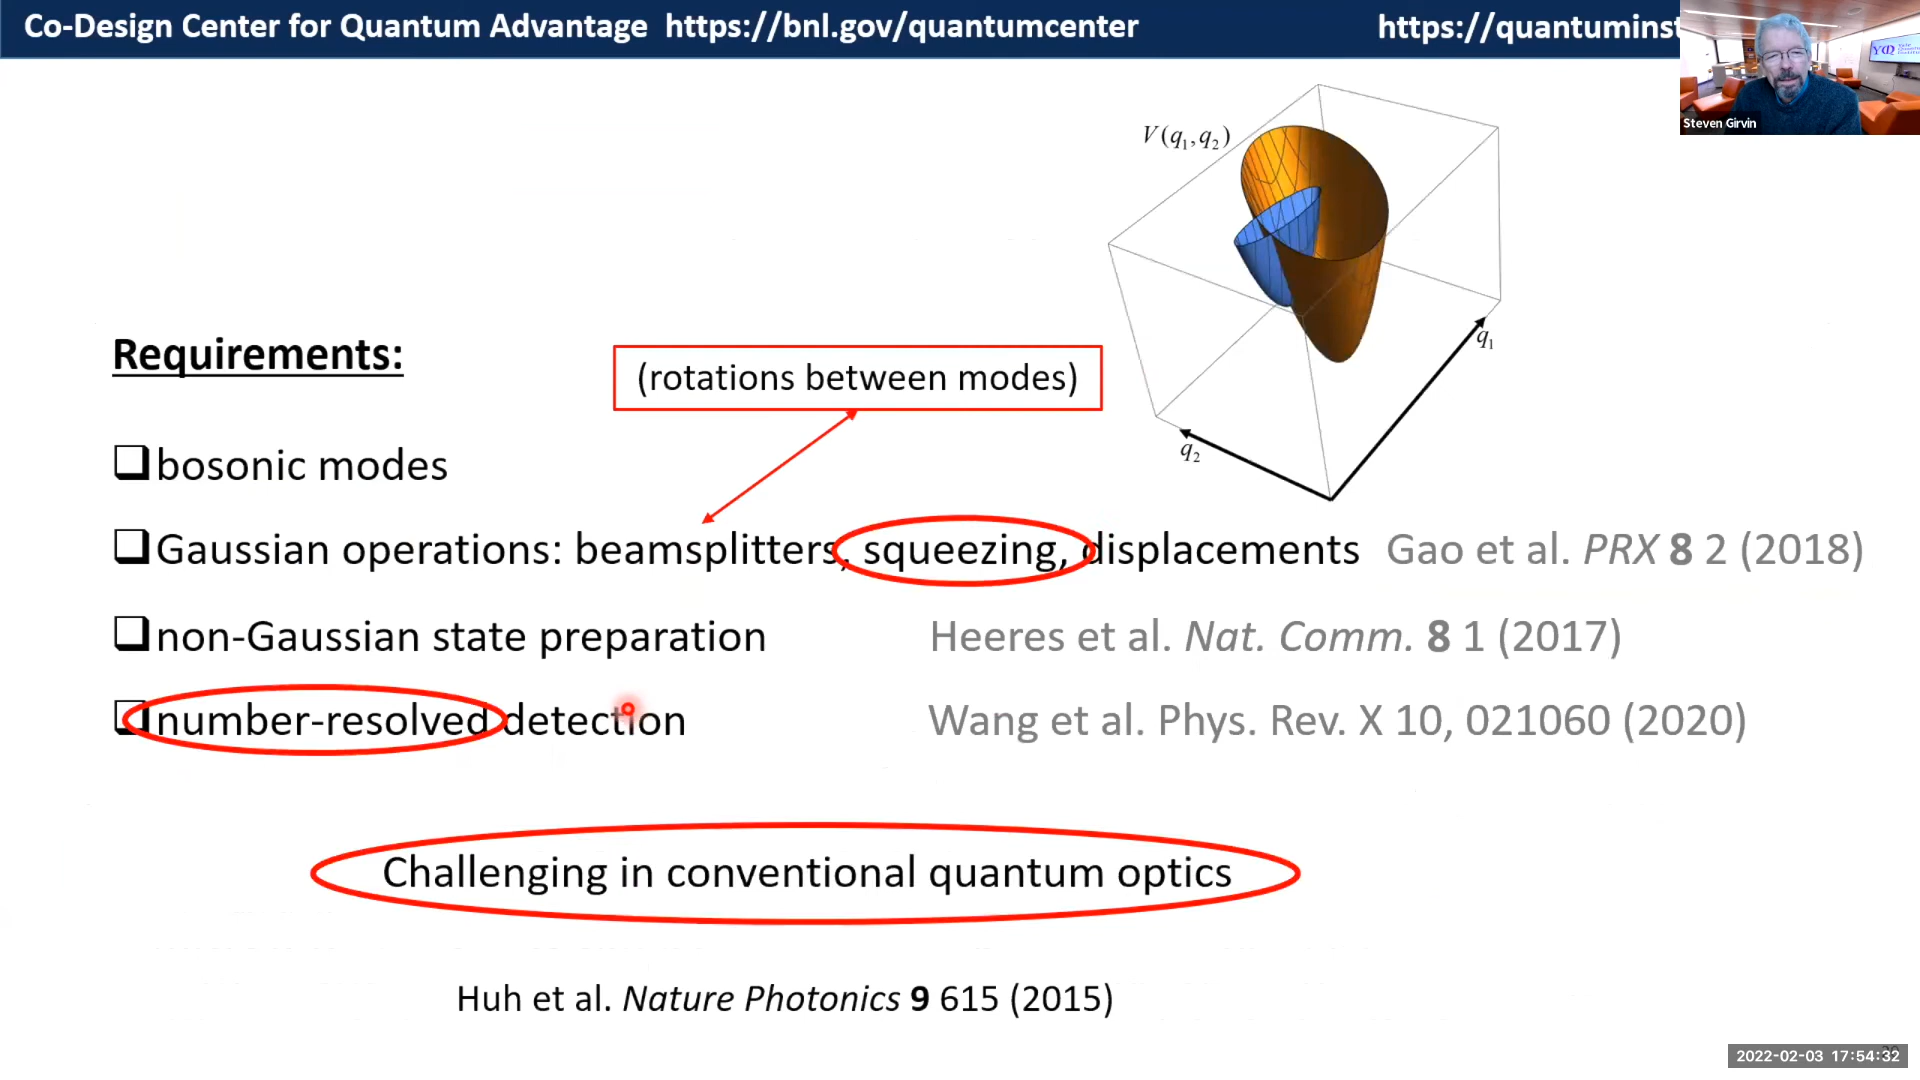 Co-Design Center for Quantum Advantage https://bnl.gov/quantumcenter
https://quantuminst
Steven Girvin
V(q₁,q₂)
q₁
q₂
Requirements:
(rotations between modes)
bosonic modes
Gaussian operations: beamsplitters, squeezing, displacements Gao et al. PRX 8 2 (2018)
non-Gaussian state preparation Heeres et al. Nat. Comm. 8 1 (2017)
number-resolved detection Wang et al. Phys. Rev. X 10, 021060 (2020)
Challenging in conventional quantum optics
Huh et al. Nature Photonics 9 615 (2015)
2022-02-03 17:54:32